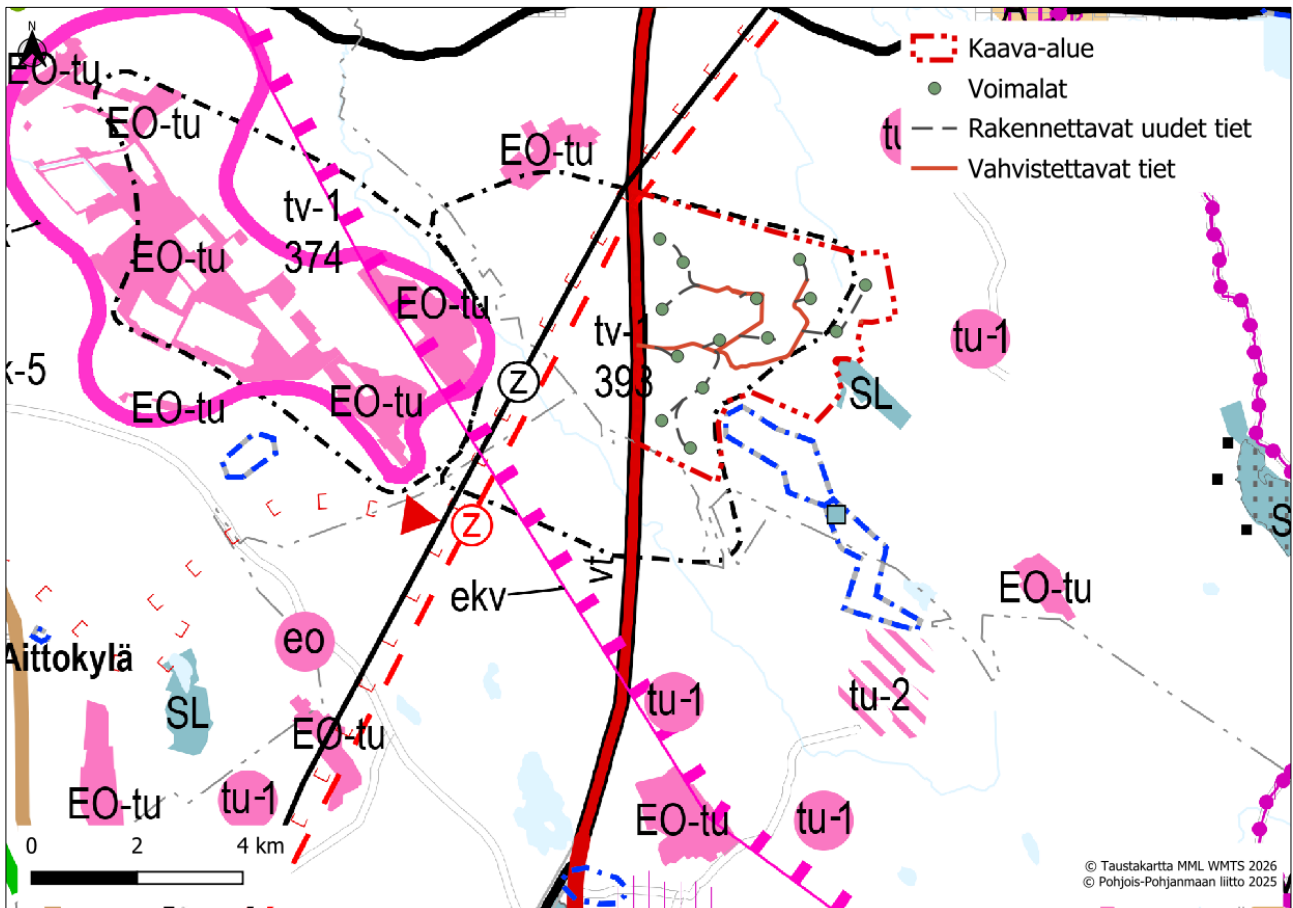 N
EO-tu
EO-tu
EO-tu
tv-1
374
EO-tu
EO-tu
EO-tu
EO-tu
k-5
tv-1
393
Z
Z
Kaava-alue
Voimalat
Rakennettavat uudet tiet
Vahvistettavat tiet
tu-1
SL
S
vt
ekv
EO-tu
eo
Aittokylä
SL
EO-tu
tu-1
tu-2
EO-tu
tu-1
EO-tu
tu-1
0 2 4 km
© Taustakartta MML WMTS 2026
© Pohjois-Pohjanmaan liitto 2025